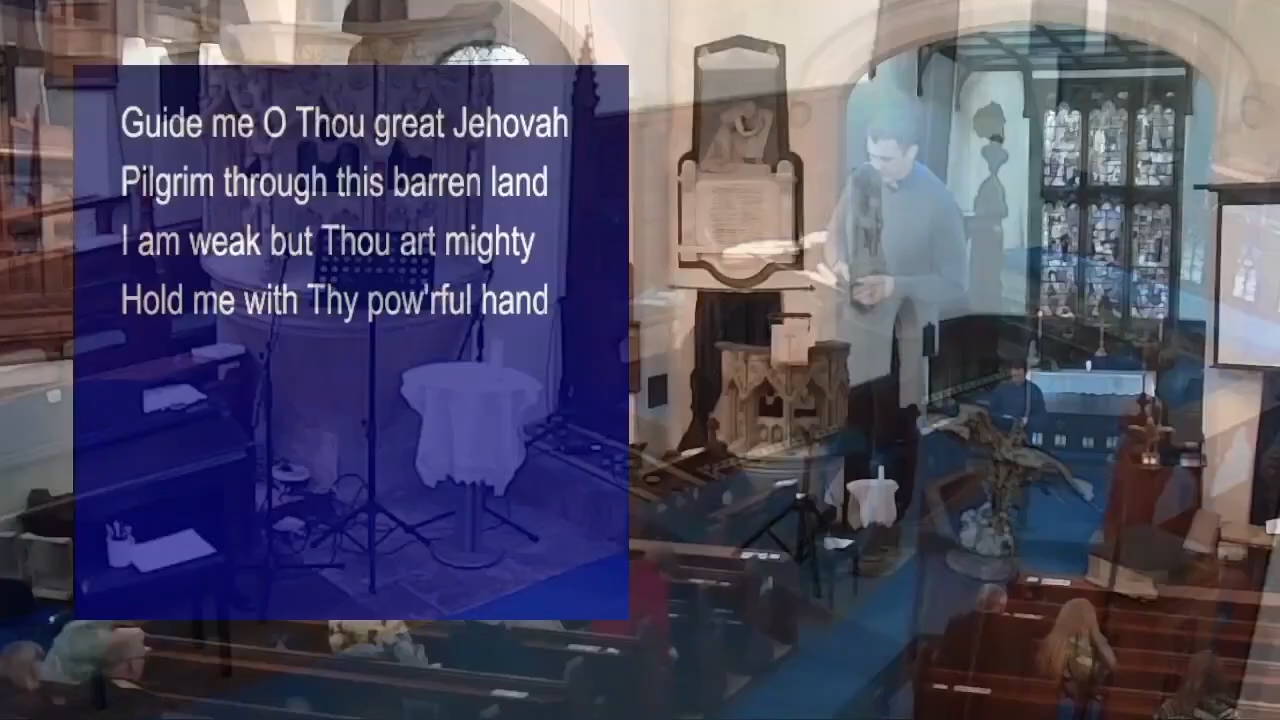 Guide me O Thou great Jehovah
Pilgrim through this barren land
I am weak but Thou art mighty
Hold me with Thy pow'rful hand